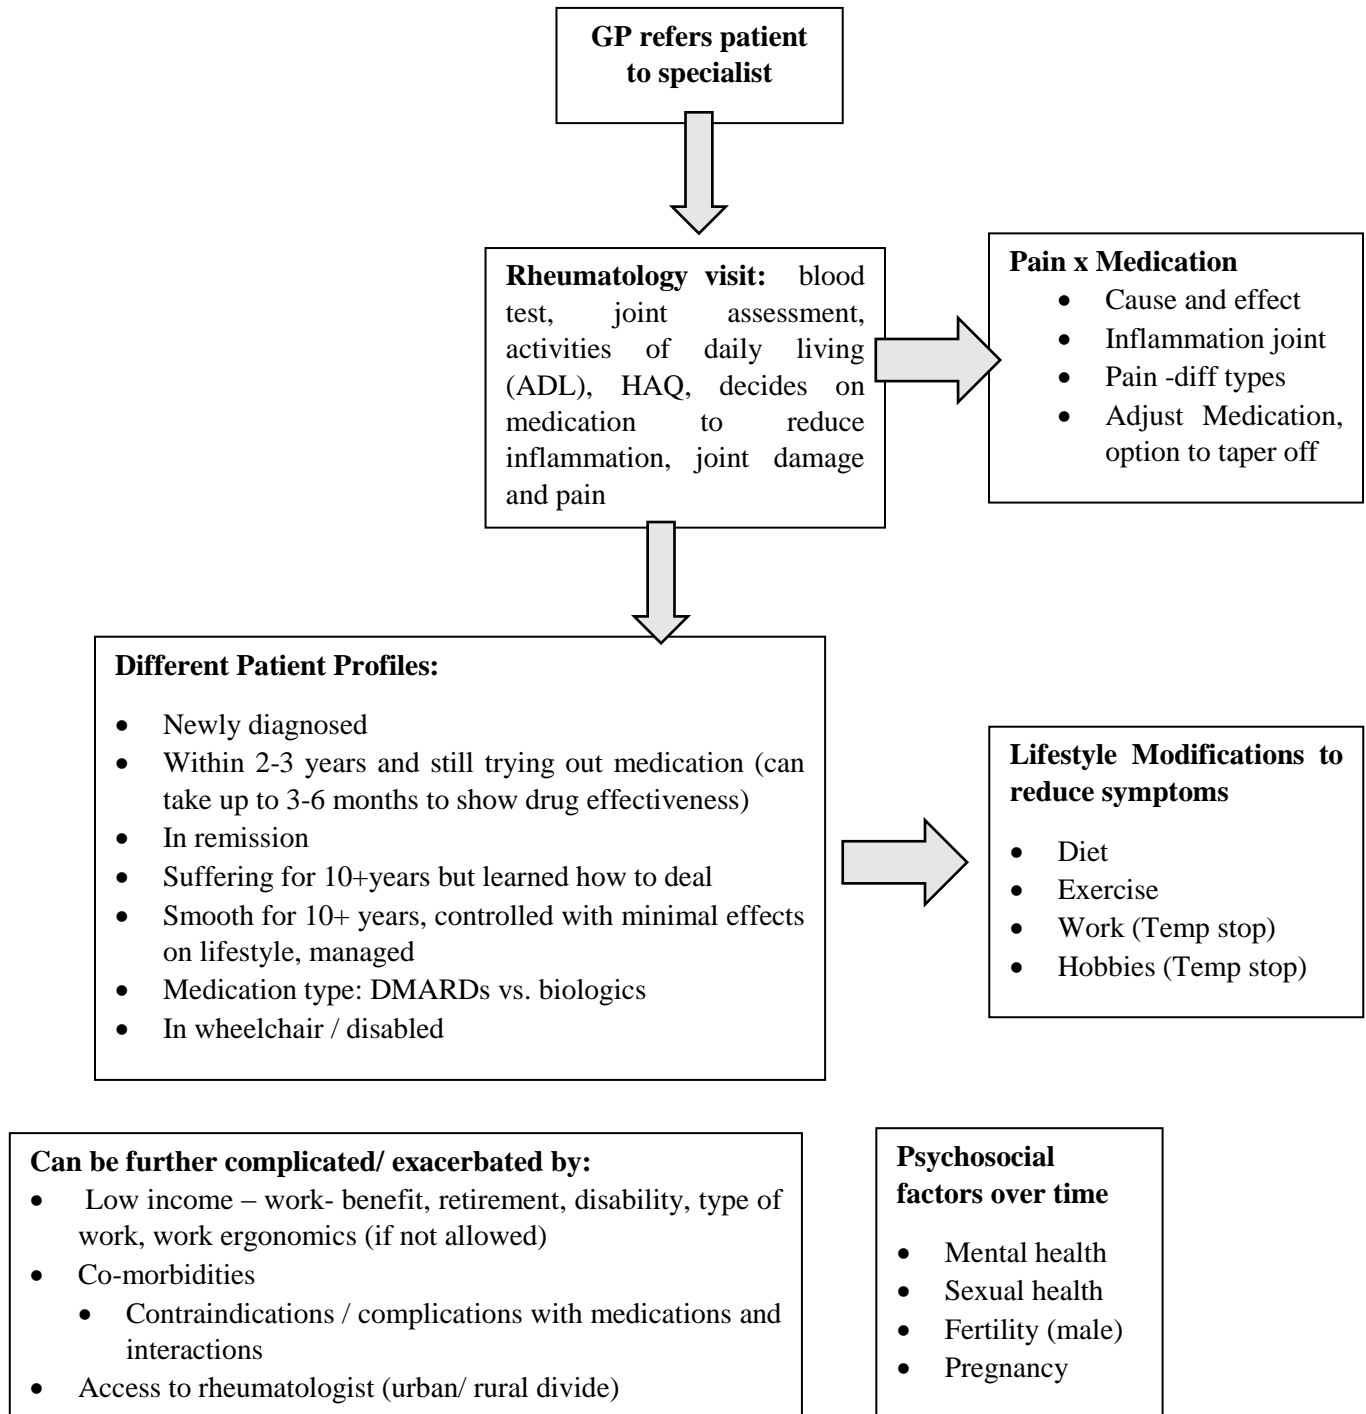 GP refers patient
to specialist
Rheumatology visit: blood
test, joint assessment,
activities of daily living
(ADL), HAQ, decides on
medication to reduce
inflammation, joint damage
and pain
Pain x Medication
• Cause and effect
• Inflammation joint
• Pain -diff types
• Adjust Medication,
option to taper off
Different Patient Profiles:
• Newly diagnosed
• Within 2-3 years and still trying out medication (can
take up to 3-6 months to show drug effectiveness)
• In remission
• Suffering for 10+years but learned how to deal
• Smooth for 10+ years, controlled with minimal effects
on lifestyle, managed
• Medication type: DMARDs vs. biologics
• In wheelchair / disabled
Lifestyle Modifications to
reduce symptoms
• Diet
• Exercise
• Work (Temp stop)
• Hobbies (Temp stop)
Can be further complicated/ exacerbated by:
• Low income – work- benefit, retirement, disability, type of
work, work ergonomics (if not allowed)
• Co-morbidities
• Contraindications / complications with medications and
interactions
• Access to rheumatologist (urban/ rural divide)
Psychosocial
factors over time
• Mental health
• Sexual health
• Fertility (male)
• Pregnancy